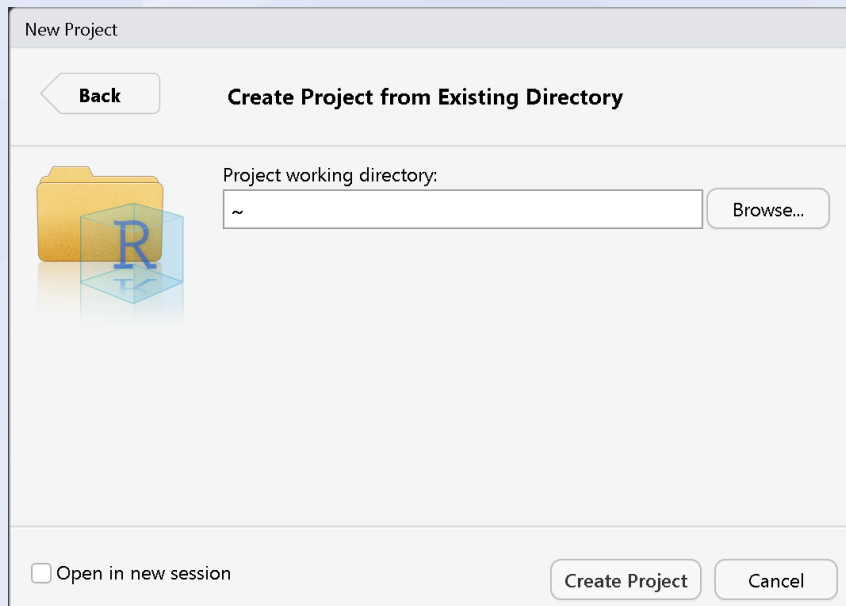 New Project
Back
Create Project from Existing Directory
Project working directory:
~
Browse...
R
Open in new session
Create Project
Cancel